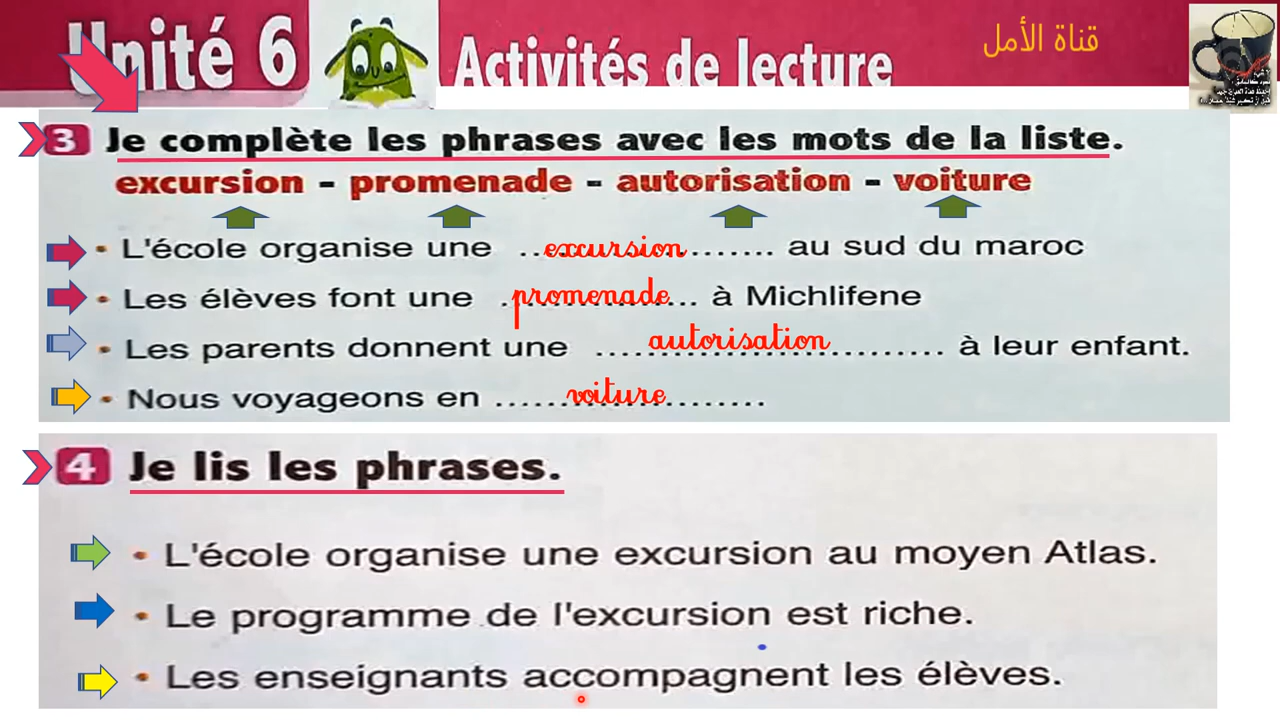 Unité 6
Activités de lecture
قناة الأمل
3 Je complète les phrases avec les mots de la liste.
excursion - promenade - autorisation - voiture
• L'école organise une ...excursion....... au sud du maroc
• Les élèves font une .promenade... à Michlifene
• Les parents donnent une ....autorisation........ à leur enfant.
• Nous voyageons en ......voiture.......
4 Je lis les phrases.
• L'école organise une excursion au moyen Atlas.
• Le programme de l'excursion est riche.
• Les enseignants accompagnent les élèves.